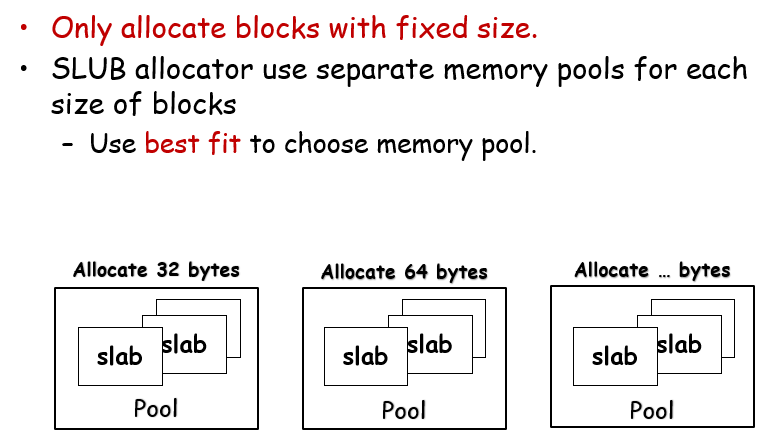 • Only allocate blocks with fixed size.
• SLUB allocator use separate memory pools for each
size of blocks
– Use best fit to choose memory pool.
Allocate 32 bytes
slab
slab
Pool
Allocate 64 bytes
slab
slab
Pool
Allocate … bytes
slab
slab
Pool